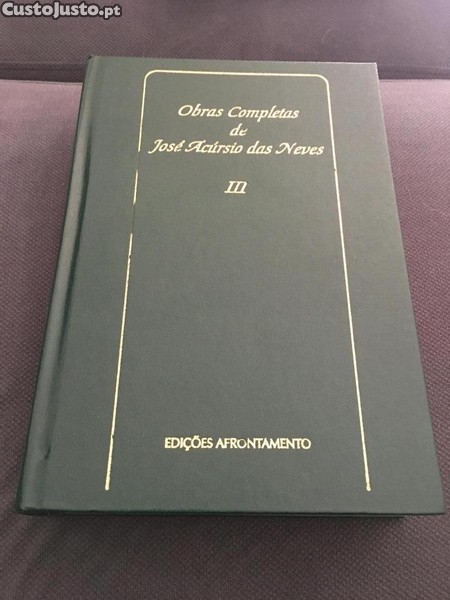 CustoJusto.pt
Obras Completas
de
José Acúrsio das Neves
III
EDIÇÕES AFRONTAMENTO